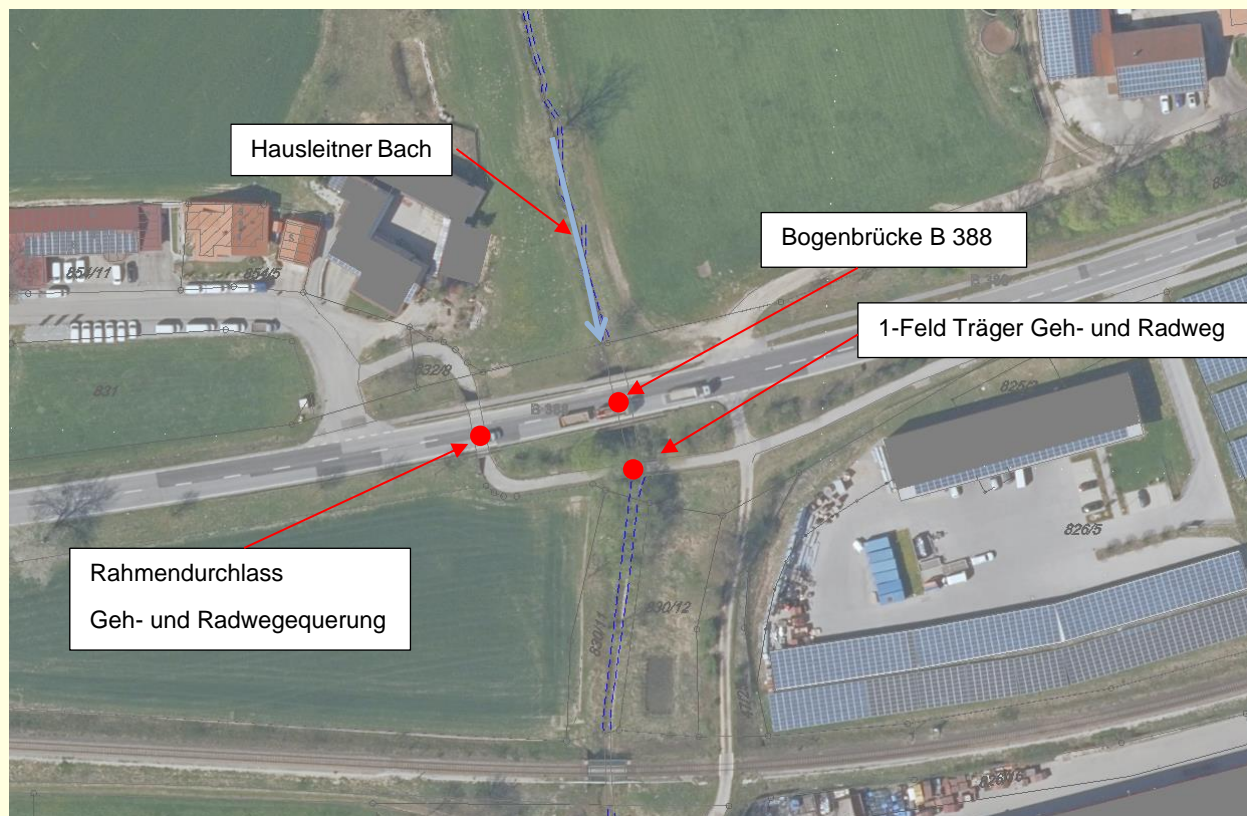 Hausleitner Bach
Bogenbrücke B 388
1-Feld Träger Geh- und Radweg
854/11
854/5
B 388
832/9
831
825/2
826/5
Rahmendurchlass
Geh- und Radwegequerung
830/11
830/12